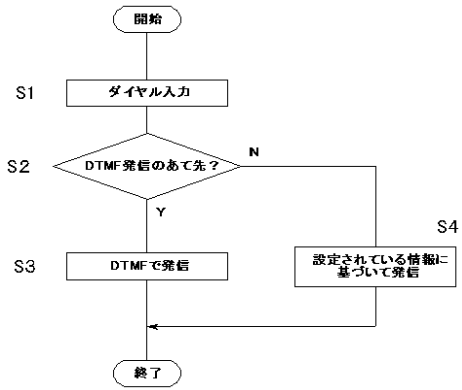 開始
S1
ダイヤル入力
S2
DTMF発信のあて先?
N
Y
S4
S3
DTMFで発信
設定されている情報に
基づいて発信
終了